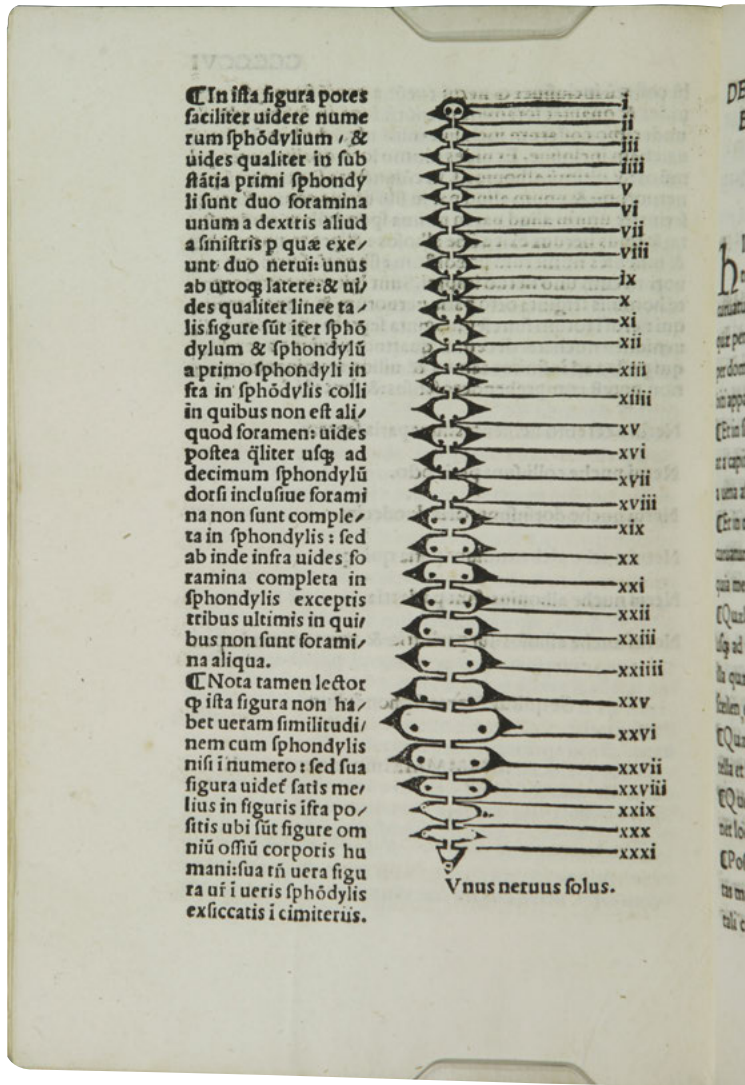 ⁋In iſta figura potes
faciliter uidere nume
rum ſphōdylium, &
uides qualiter in ſub
ſtātia primi ſphondy
li ſunt duo foramina
unum a dextris aliud
a ſiniſtris p quæ exe/
unt duo nerui: unus
ab utroqꝫ latere: & ui/
des qualiter linee ta/
lis figure ſūt īter ſphō
dylum & ſphondylū
a primo ſphondyli in
fra in ſphōdylis colli
in quibus non eſt ali/
quod foramen: uides
poſtea q̄liter uſqꝫ ad
decimum ſphondylū
dorſi incluſiue forami
na non ſunt comple/
ta in ſphondylis: ſed
ab inde infra uides fo
ramina completa in
ſphondylis exceptis
tribus ultimis in qui/
bus non ſunt forami/
na aliqua.
⁋Nota tamen lector
ꝙ iſta figura non ha/
bet ueram ſimilitudi/
nem cum ſphondylis
niſi ī numero: ſed ſua
figura uidet᷑ ſatis me/
lius in figuris īfra po/
ſitis ubi ſūt figure om
niū oſſiū corporis hu
mani: ſua tn̄ uera figu
ra ī ueris ſphōdylis
exſiccatis ī cimiteriis.
i
ii
iii
iiii
v
vi
vii
viii
ix
x
xi
xii
xiii
xiiii
xv
xvi
xvii
xviii
xix
xx
xxi
xxii
xxiii
xxiiii
xxv
xxvi
xxvii
xxviii
xxix
xxx
xxxi
Vnus neruus ſolus.